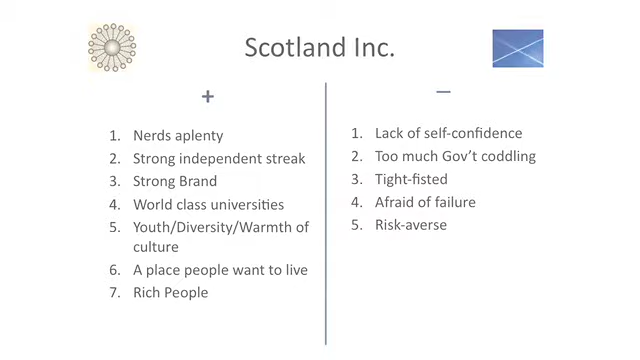 Scotland Inc.
+
1. Nerds aplenty
2. Strong independent streak
3. Strong Brand
4. World class universities
5. Youth/Diversity/Warmth of
culture
6. A place people want to live
7. Rich People
—
1. Lack of self-confidence
2. Too much Gov’t coddling
3. Tight-fisted
4. Afraid of failure
5. Risk-averse